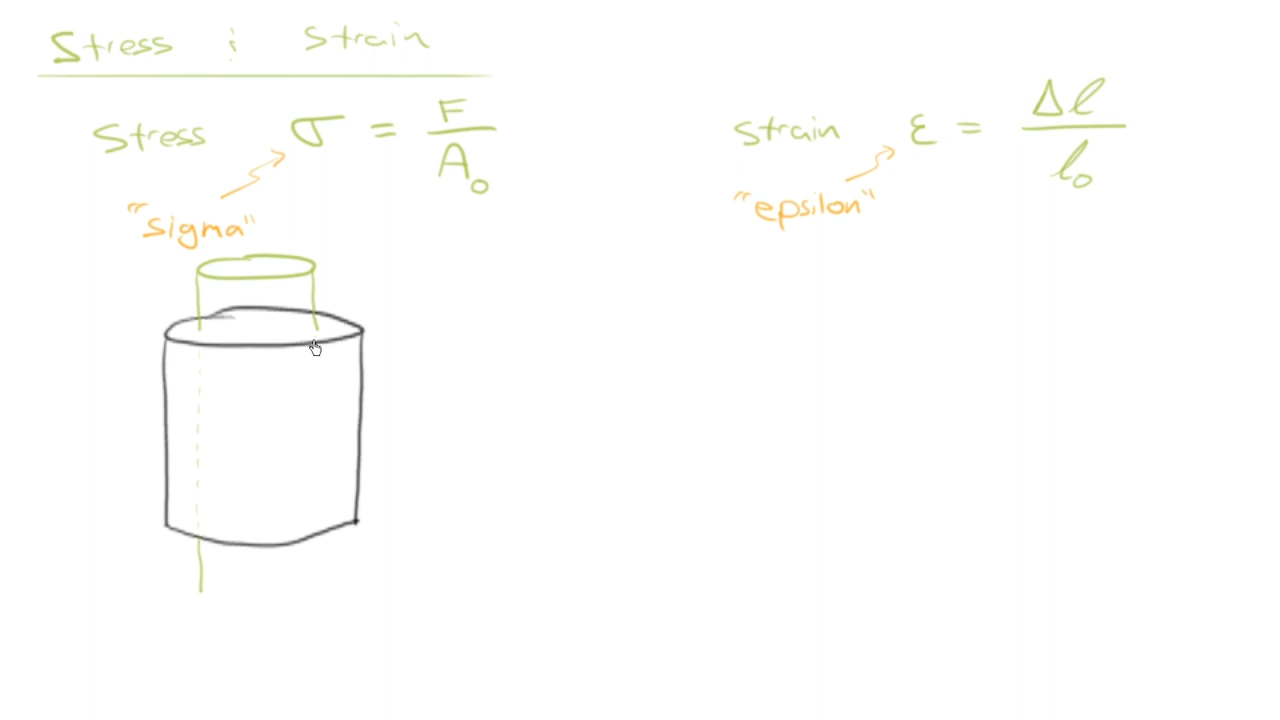 Stress & Strain
Stress σ = F / A₀
"sigma"
Strain ε = Δl / l₀
"epsilon"